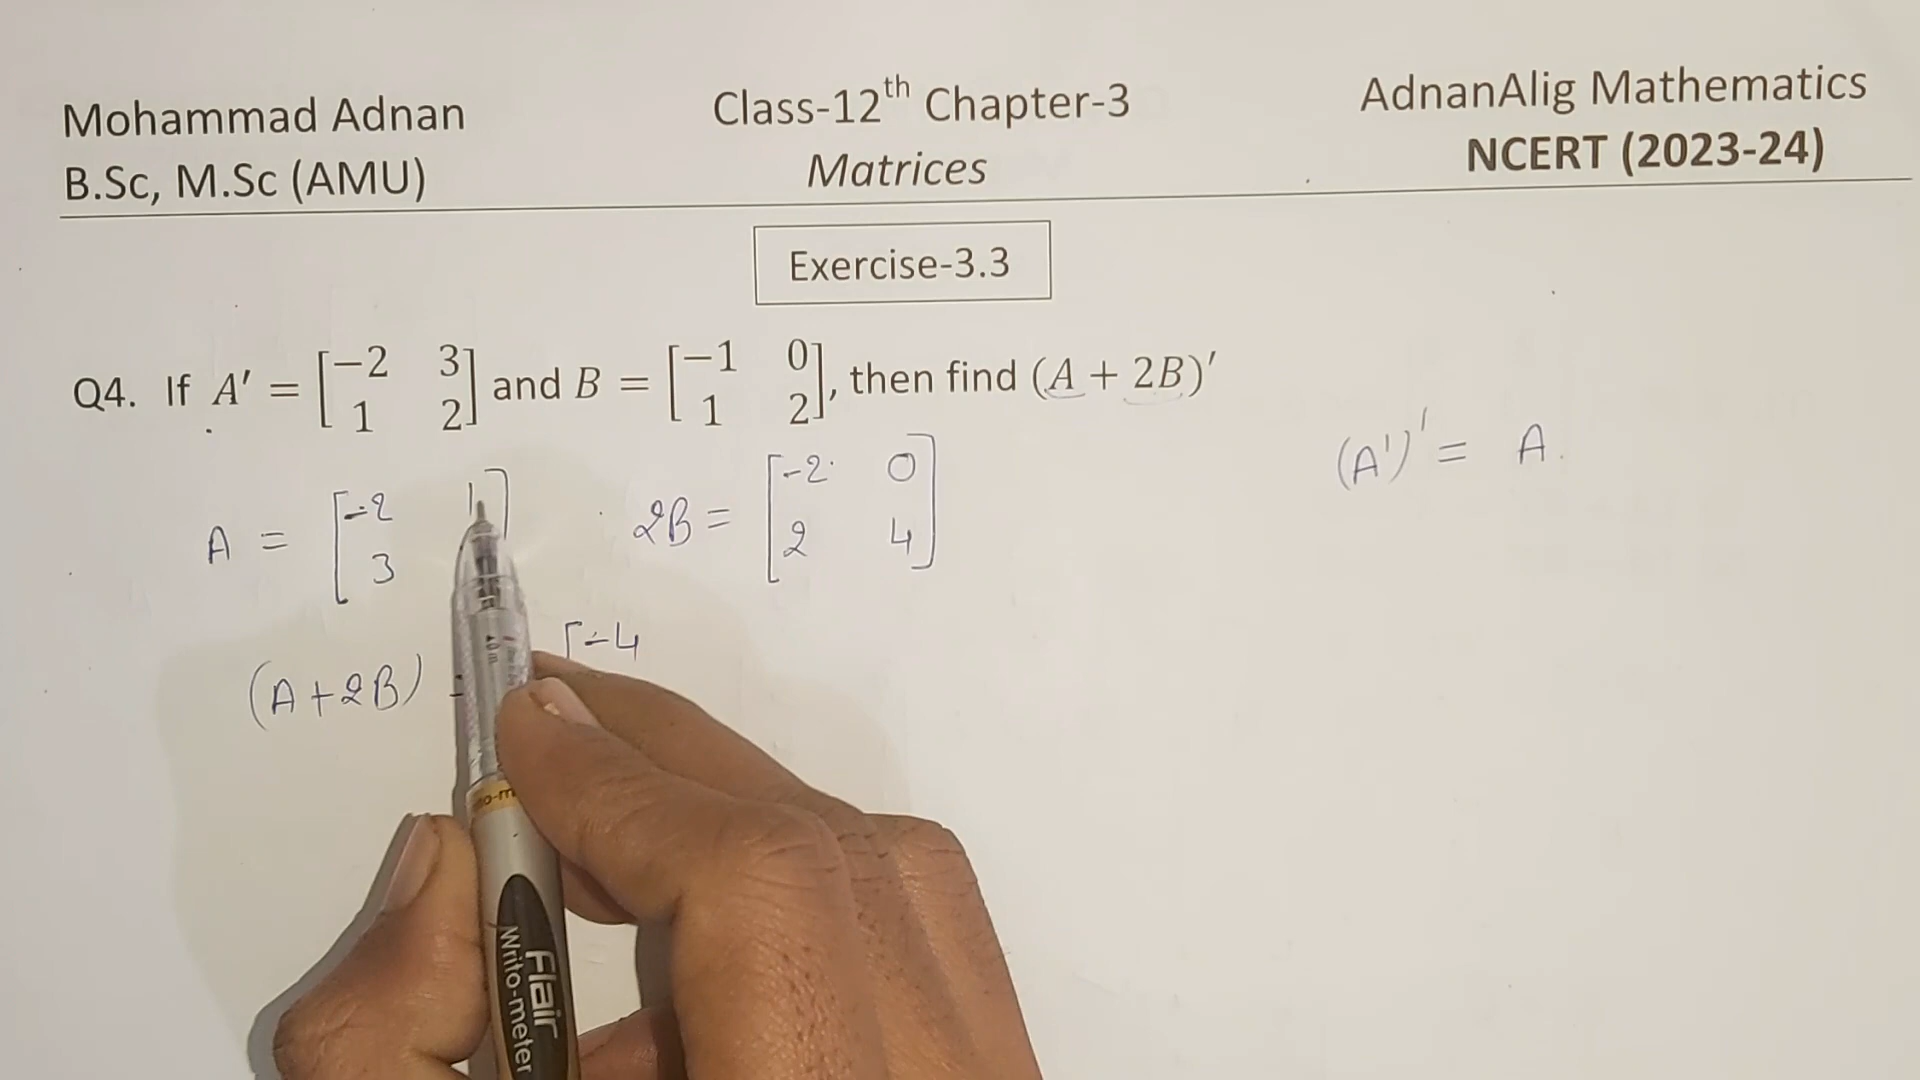 Mohammad Adnan
B.Sc, M.Sc (AMU)
Class-12th Chapter-3
Matrices
AdnanAlig Mathematics
NCERT (2023-24)
Exercise-3.3
Q4. If A′ = [−2 3 1 2] and B = [−1 0 1 2], then find (A + 2B)′
(A')' = A.
A = [-2 1 3 ]
2B = [-2 0 2 4]
(A+2B) = [-4
Flair
Writo-meter